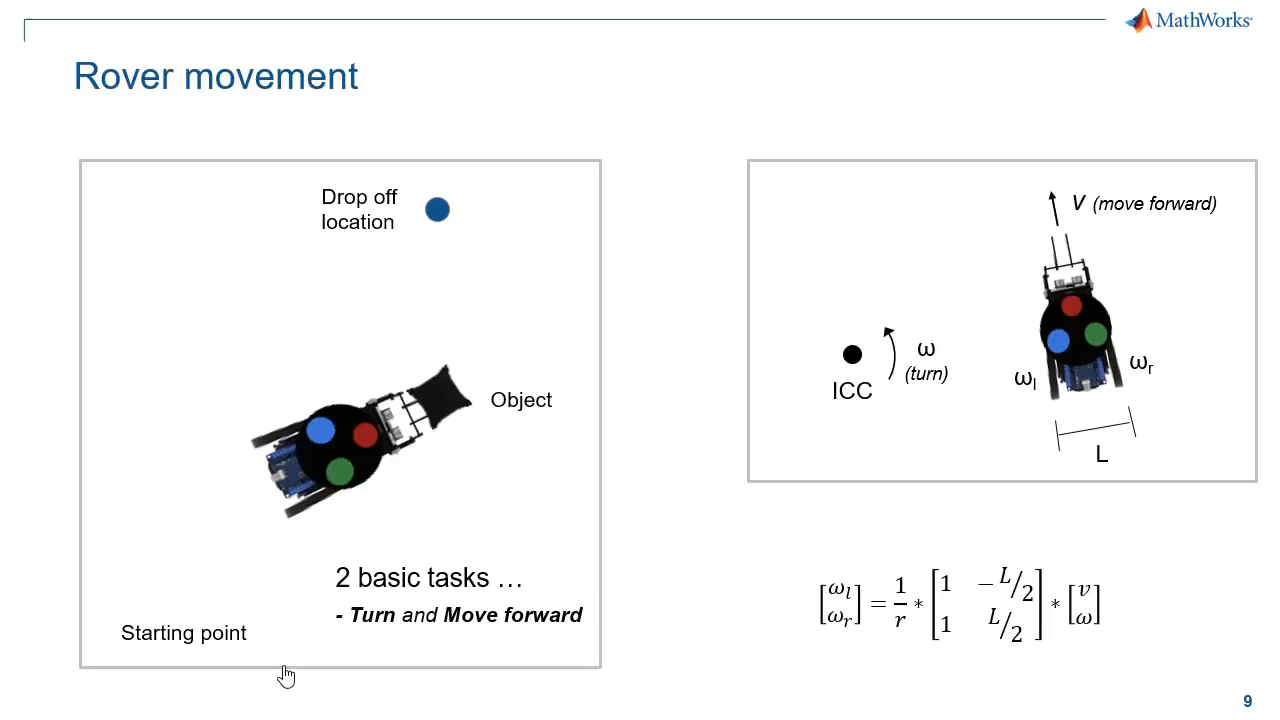 MathWorks®
Rover movement
Drop off
location
Object
2 basic tasks …
- Turn and Move forward
Starting point
V (move forward)
ω
(turn)
ICC
ωl
ωr
L
[ωl ωr] = 1/r * [1 −L/2 1 L/2] * [v ω]
9